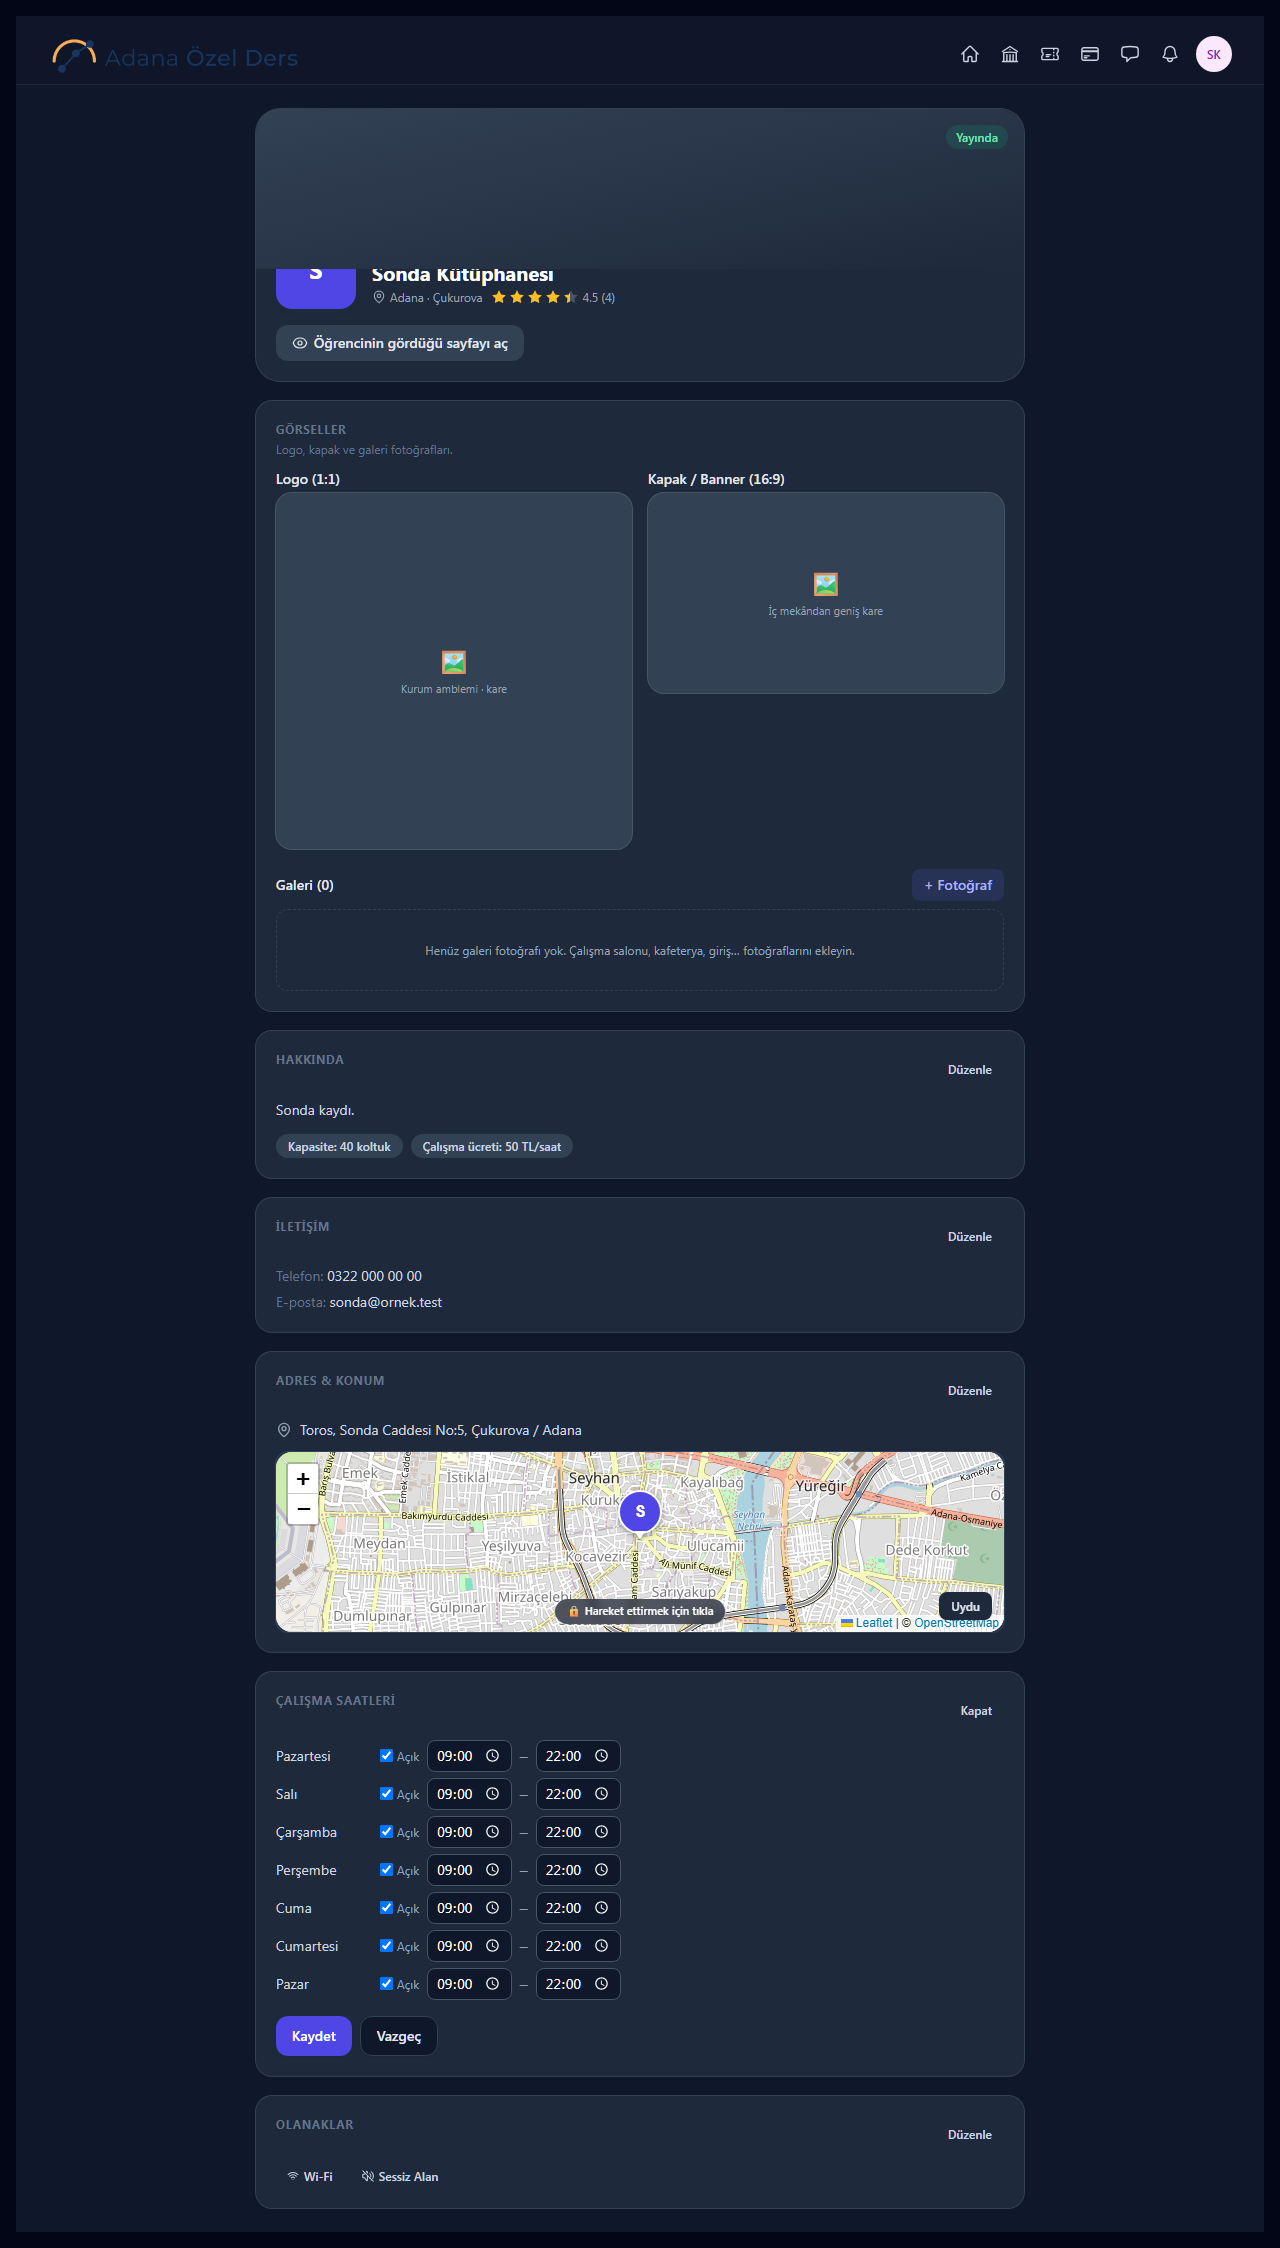 Adana Özel Ders
SK
Yayında
S
Sonda Kütüphanesi
Adana · Çukurova 4.5 (4)
Öğrencinin gördüğü sayfayı aç
GÖRSELLER
Logo, kapak ve galeri fotoğrafları.
Logo (1:1)
Kapak / Banner (16:9)
İç mekândan geniş kare
Kurum amblemi · kare
Galeri (0)
+ Fotoğraf
Henüz galeri fotoğrafı yok. Çalışma salonu, kafeterya, giriş... fotoğraflarını ekleyin.
HAKKINDA
Düzenle
Sonda kaydı.
Kapasite: 40 koltuk
Çalışma ücreti: 50 TL/saat
İLETİŞİM
Düzenle
Telefon: 0322 000 00 00
E-posta: sonda@ornek.test
ADRES & KONUM
Düzenle
Toros, Sonda Caddesi No:5, Çukurova / Adana
+
−
Emek
İstiklal
Seyhan
Kayalıbağ
Yüreğir
Bakımyurdu Caddesi
Seyhan Nehri
Adana-Osmaniye
Meydan
Yeşilyuva
Kocavezir
Ulucamii
Dede Korkut
Ali Münif Caddesi
S
Mirzaçelebi
Sarıyakup
Gülpınar
Dumlupınar
🔒 Hareket ettirmek için tıkla
Uydu
Leaflet | © OpenStreetMap
ÇALIŞMA SAATLERİ
Kapat
Pazartesi Açık 09:00 – 22:00
Salı Açık 09:00 – 22:00
Çarşamba Açık 09:00 – 22:00
Perşembe Açık 09:00 – 22:00
Cuma Açık 09:00 – 22:00
Cumartesi Açık 09:00 – 22:00
Pazar Açık 09:00 – 22:00
Kaydet
Vazgeç
OLANAKLAR
Düzenle
Wi-Fi
Sessiz Alan